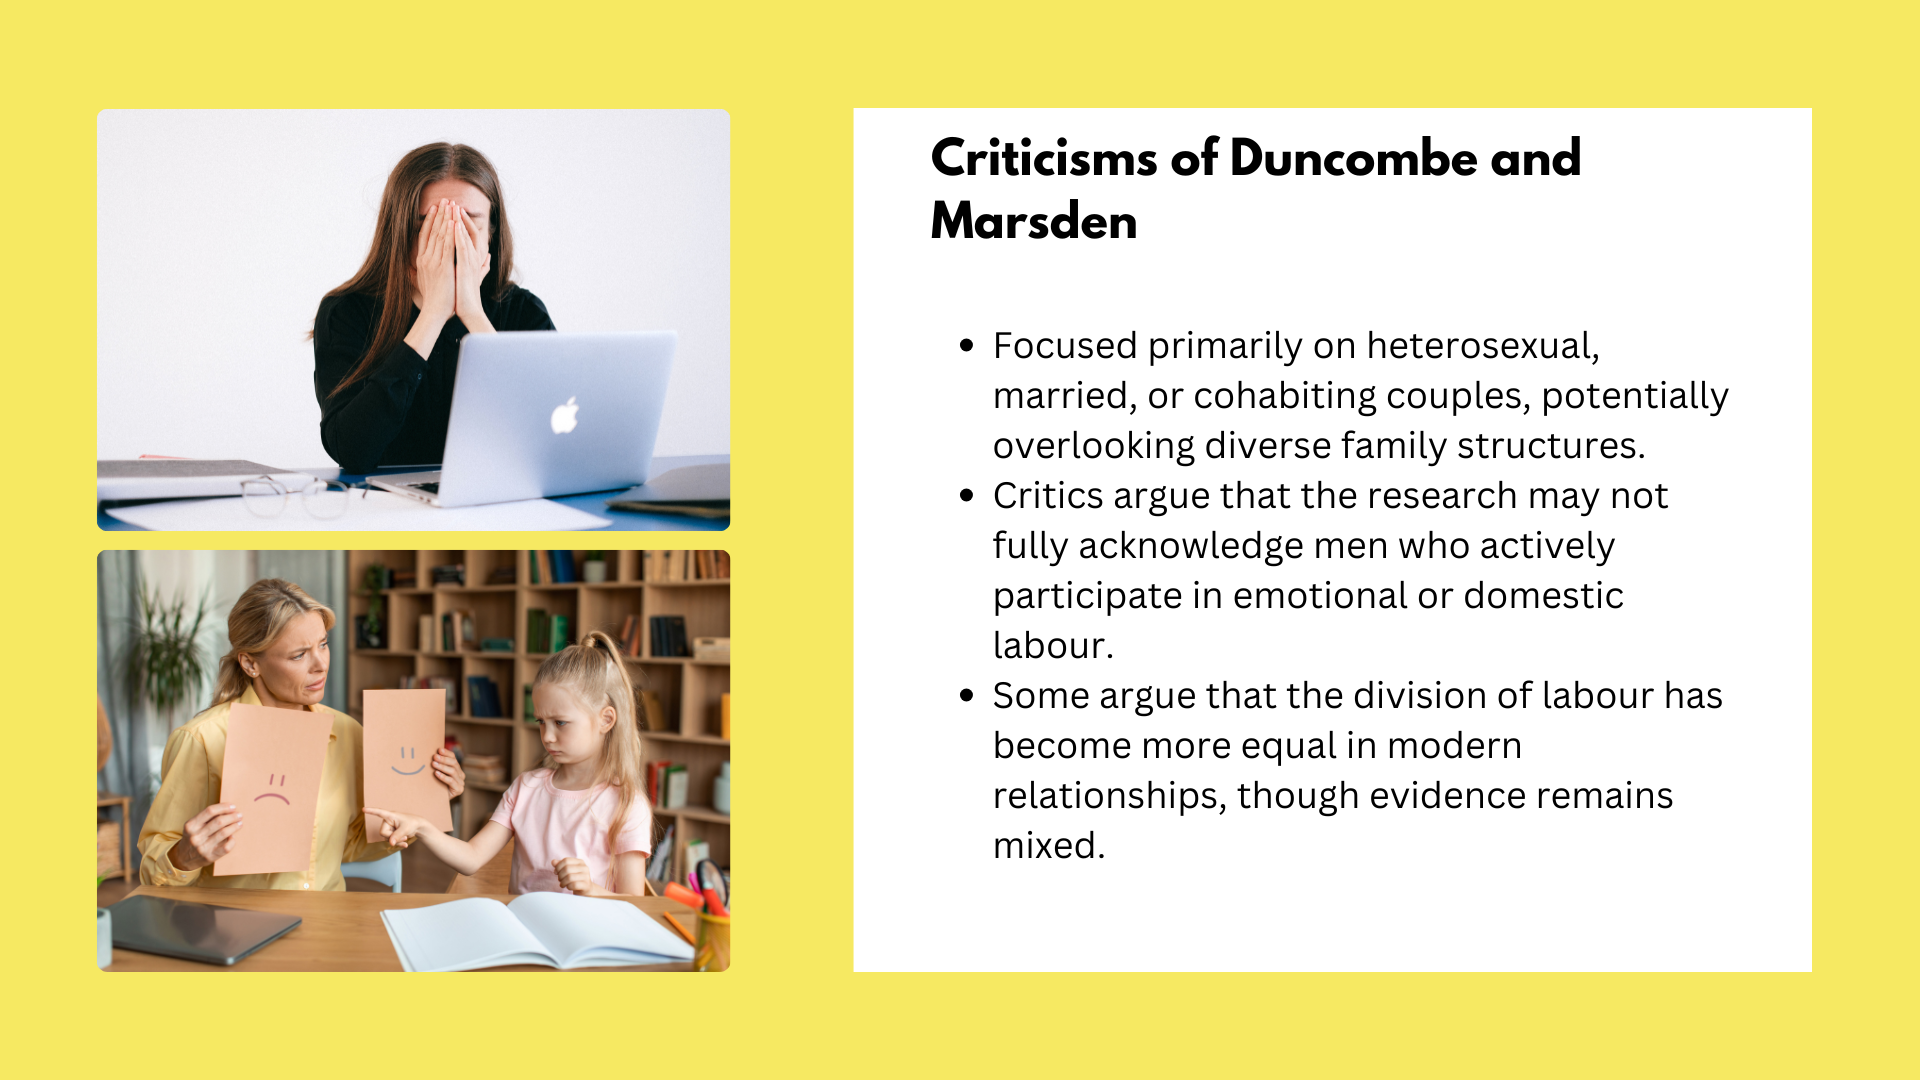 Criticisms of Duncombe and
Marsden
• Focused primarily on heterosexual,
married, or cohabiting couples, potentially
overlooking diverse family structures.
• Critics argue that the research may not
fully acknowledge men who actively
participate in emotional or domestic
labour.
• Some argue that the division of labour has
become more equal in modern
relationships, though evidence remains
mixed.